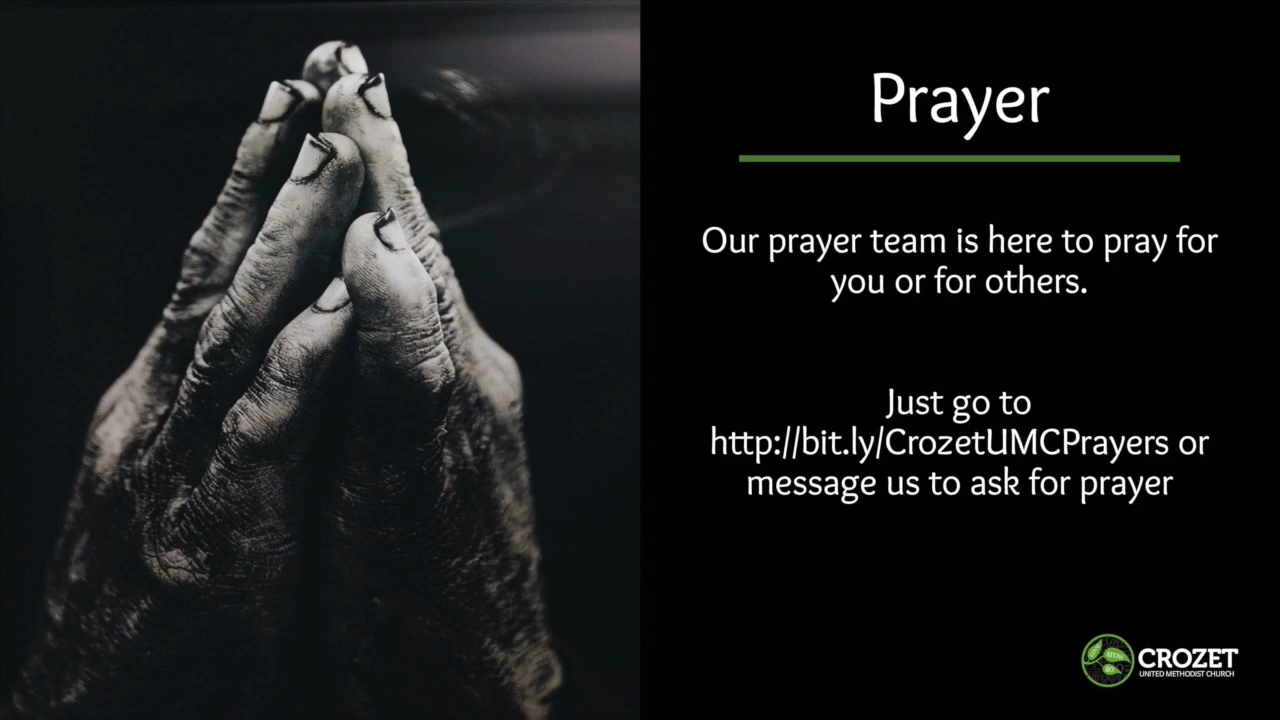 Prayer
Our prayer team is here to pray for
you or for others.
Just go to
http://bit.ly/CrozetUMCPrayers or
message us to ask for prayer
CROZET
UNITED METHODIST CHURCH